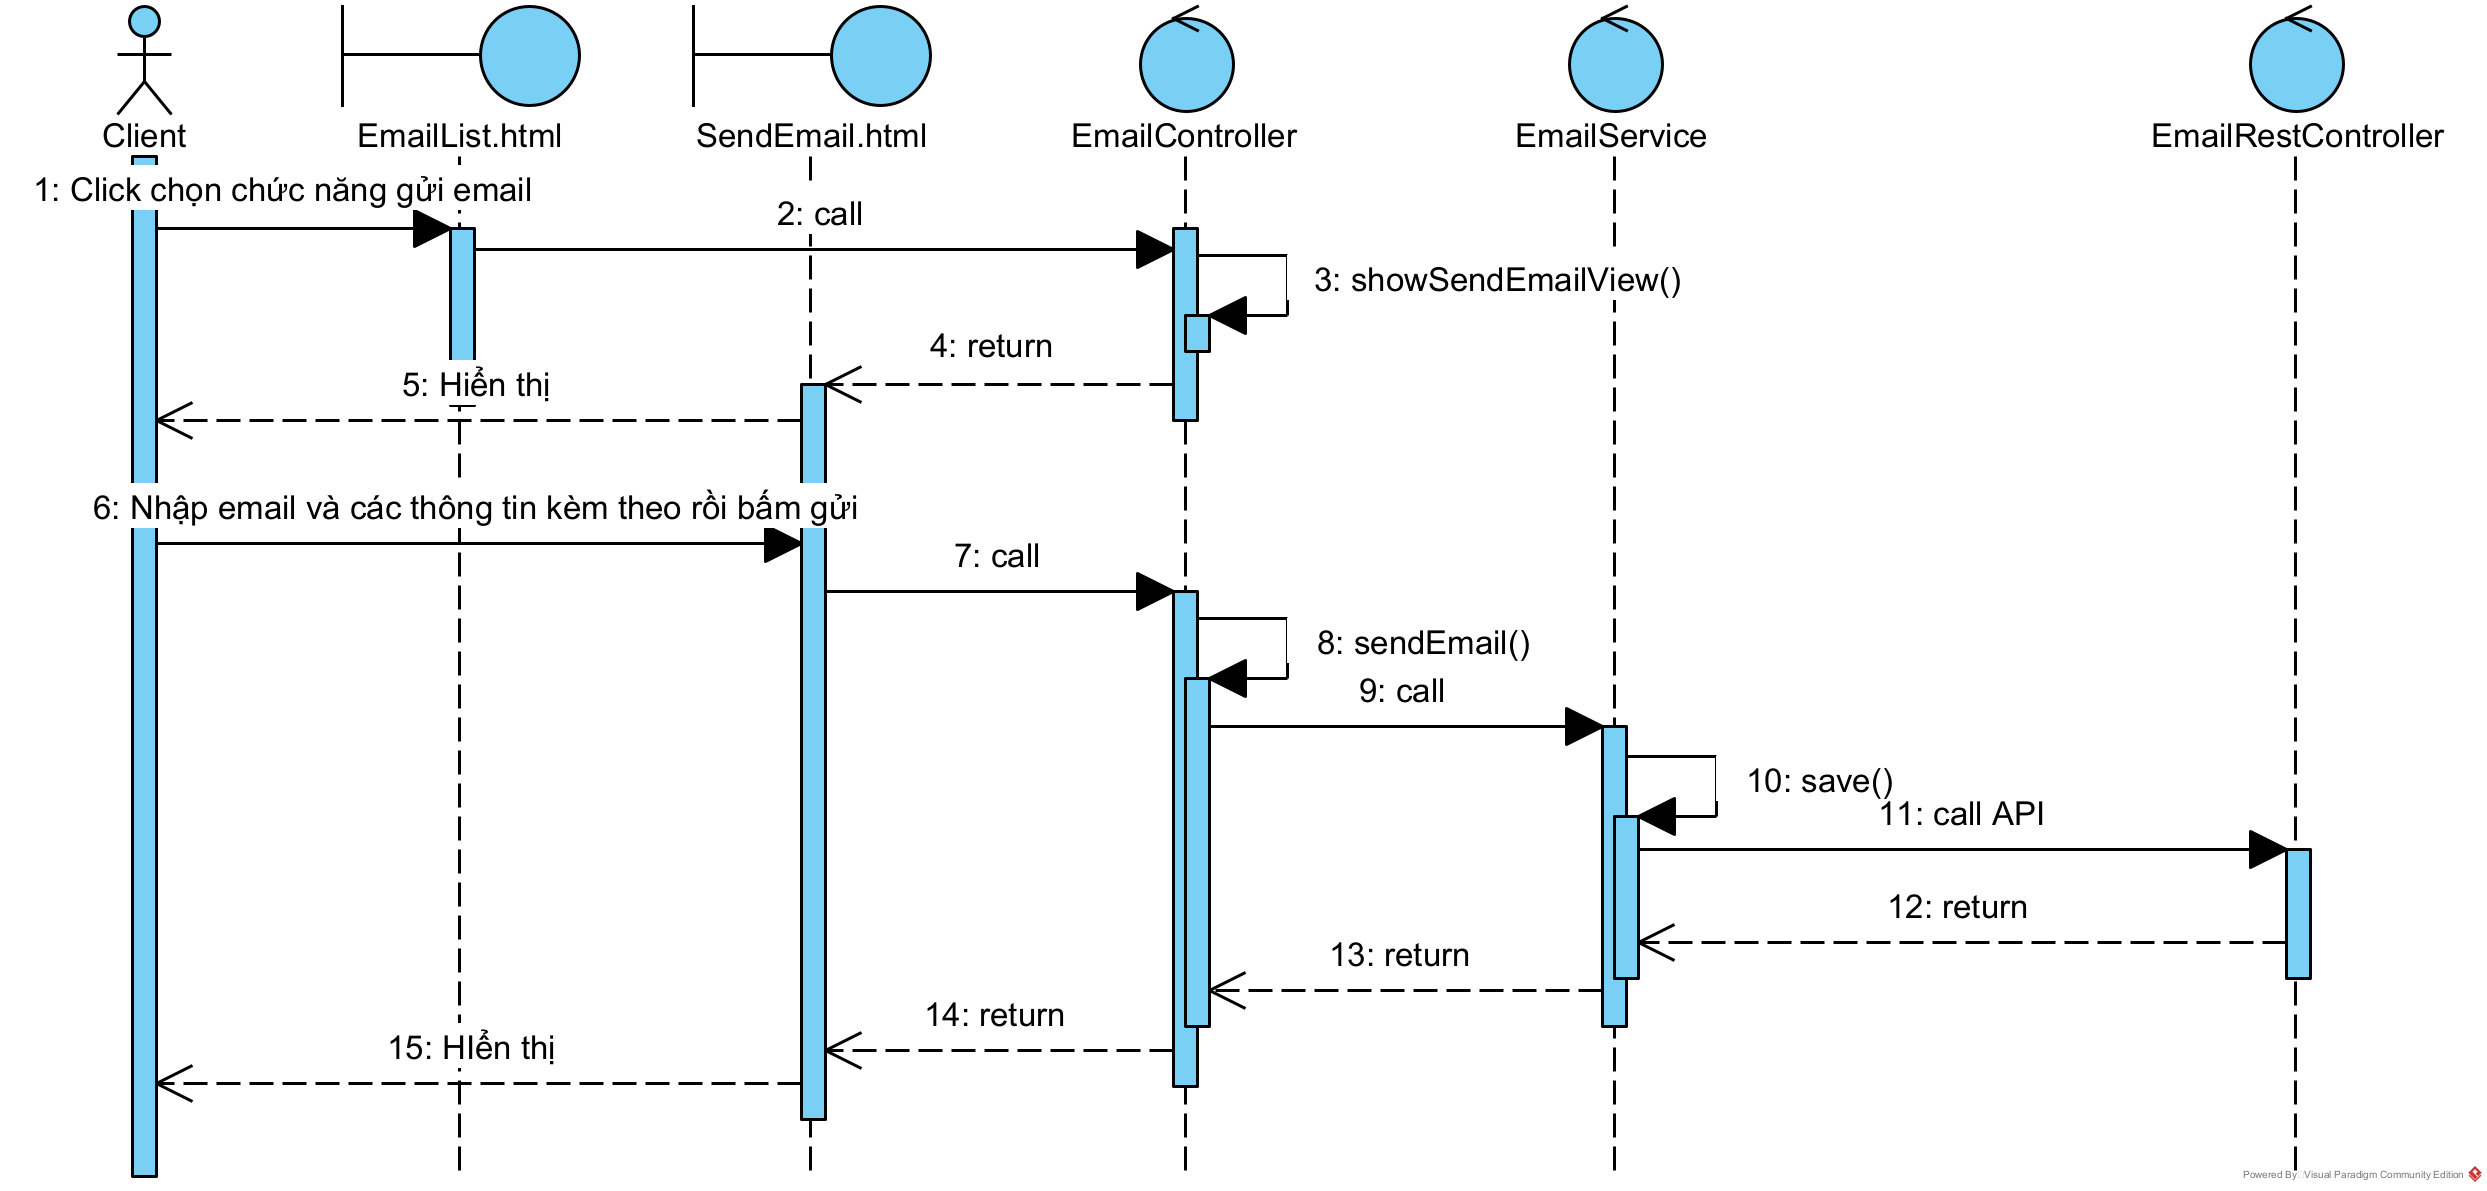 Client
EmailList.html
SendEmail.html
EmailController
EmailService
EmailRestController
1: Click chọn chức năng gửi email
2: call
3: showSendEmailView()
4: return
5: Hiển thị
6: Nhập email và các thông tin kèm theo rồi bấm gửi
7: call
8: sendEmail()
9: call
10: save()
11: call API
12: return
13: return
14: return
15: HIển thị
Powered By Visual Paradigm Community Edition